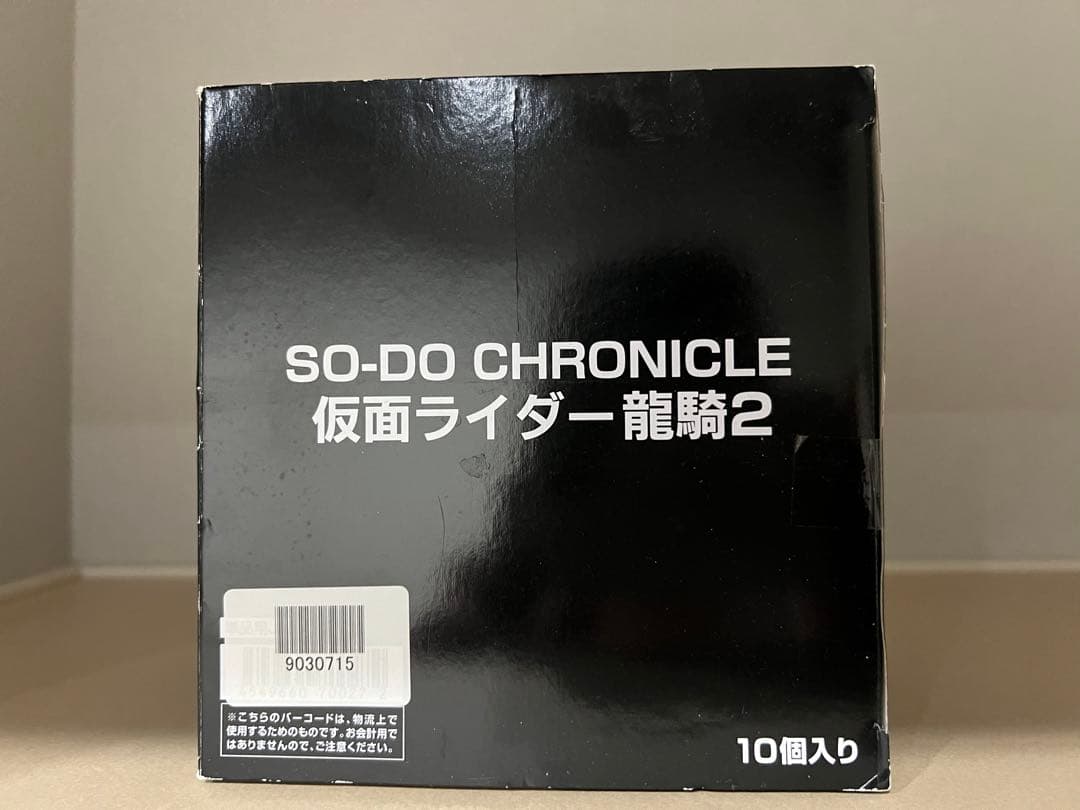 SO-DO CHRONICLE
仮面ライダー龍騎2
9030715
※こちらのバーコードは、物流上で
使用するためのものです。お会計用で
はありませんので、ご注意ください。
10個入り